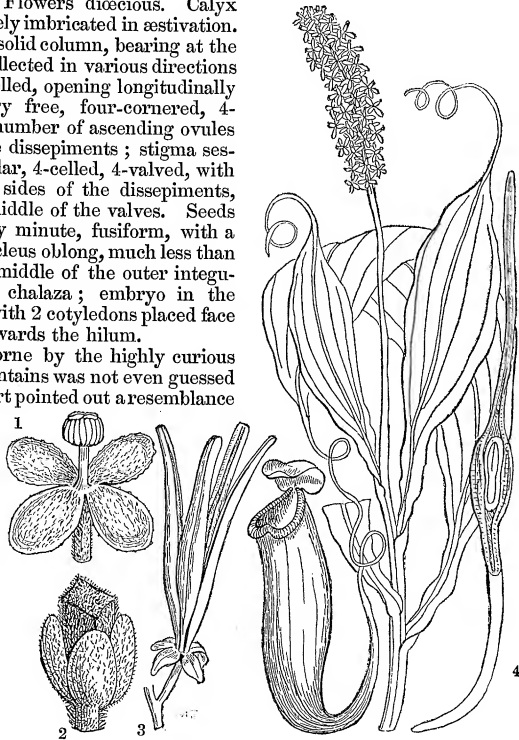 Flowers diœcious. Calyx
ely imbricated in æstivation.
solid column, bearing at the
llected in various directions
lled, opening longitudinally
ry free, four-cornered, 4-
number of ascending ovules
dissepiments ; stigma ses-
lar, 4-celled, 4-valved, with
sides of the dissepiments,
iddle of the valves. Seeds
y minute, fusiform, with a
cleus oblong, much less than
middle of the outer integu-
chalaza ; embryo in the
ith 2 cotyledons placed face
wards the hilum.
orne by the highly curious
ntains was not even guessed
rt pointed out a resemblance
1
2
3
4